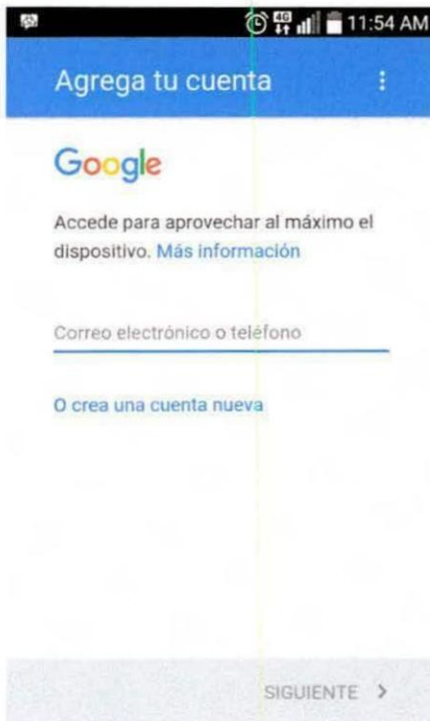 4G 11:54 AM
Agrega tu cuenta
Google
Accede para aprovechar al máximo el
dispositivo. Más información
Correo electrónico o teléfono
O crea una cuenta nueva
SIGUIENTE >